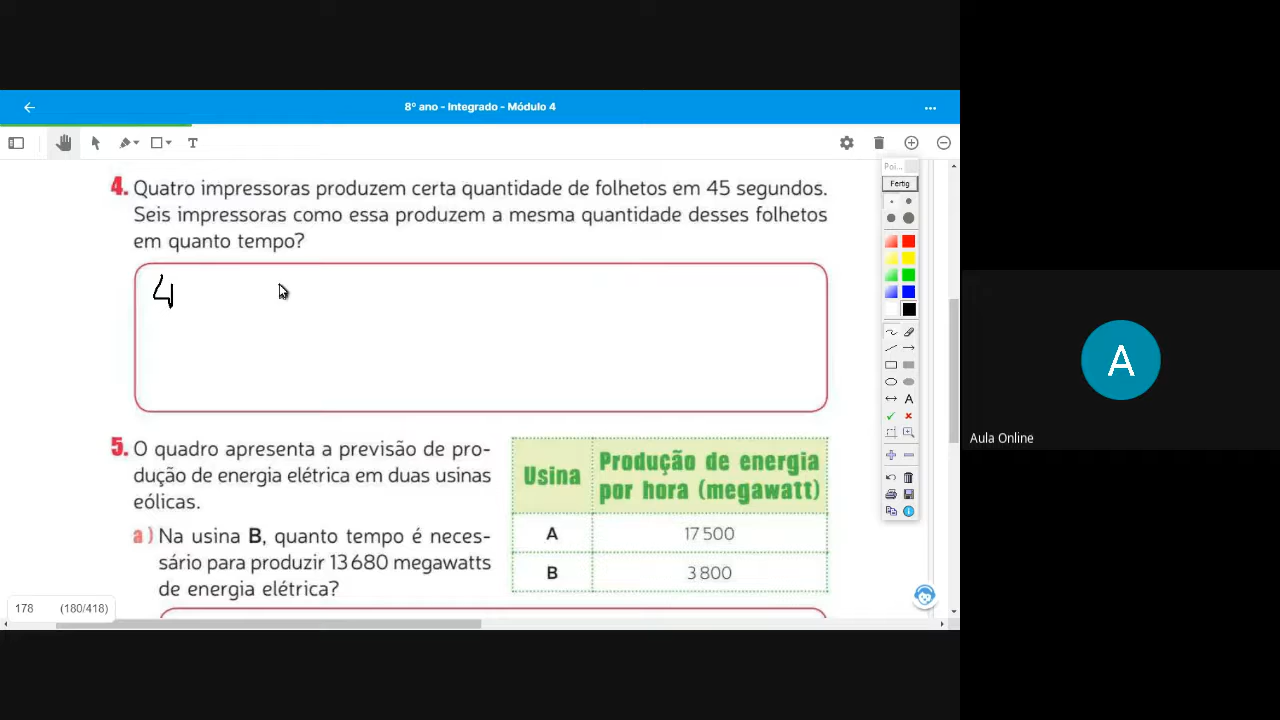 8º ano - Integrado - Módulo 4
T
Poi...
Fertig
A
4. Quatro impressoras produzem certa quantidade de folhetos em 45 segundos.
Seis impressoras como essa produzem a mesma quantidade desses folhetos
em quanto tempo?
4
5. O quadro apresenta a previsão de pro-
dução de energia elétrica em duas usinas
eólicas.
a) Na usina B, quanto tempo é neces-
sário para produzir 13 680 megawatts
de energia elétrica?
Usina Produção de energia
por hora (megawatt)
A 17 500
B 3 800
178 (180/418)
A
Aula Online